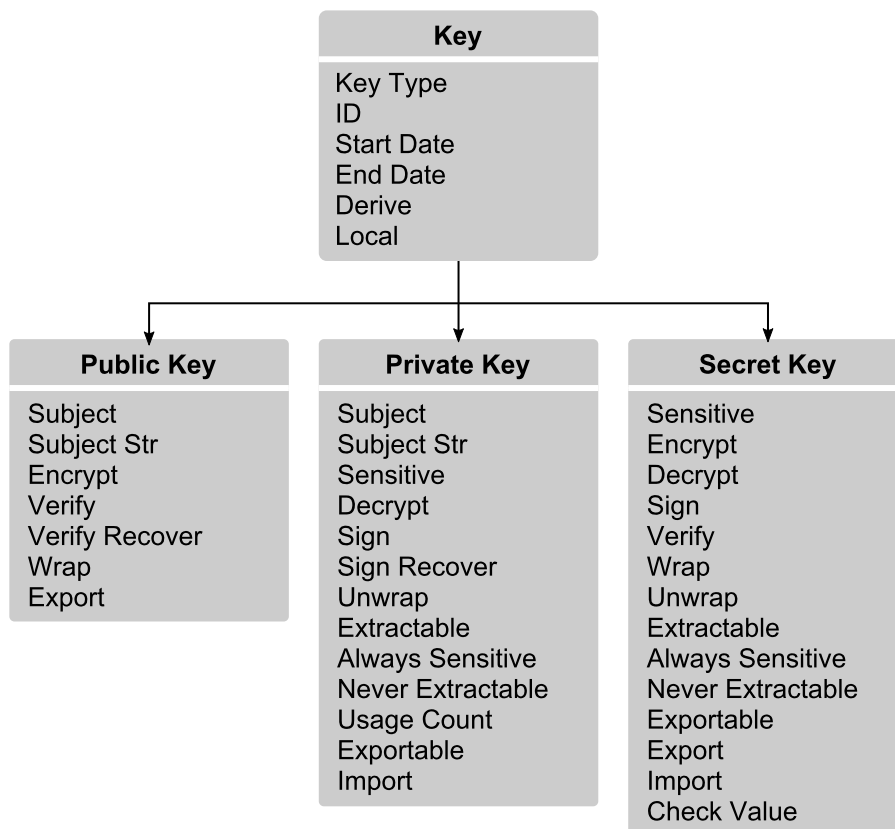 Key
Key Type
ID
Start Date
End Date
Derive
Local
Public Key
Subject
Subject Str
Encrypt
Verify
Verify Recover
Wrap
Export
Private Key
Subject
Subject Str
Sensitive
Decrypt
Sign
Sign Recover
Unwrap
Extractable
Always Sensitive
Never Extractable
Usage Count
Exportable
Import
Secret Key
Sensitive
Encrypt
Decrypt
Sign
Verify
Wrap
Unwrap
Extractable
Always Sensitive
Never Extractable
Exportable
Export
Import
Check Value